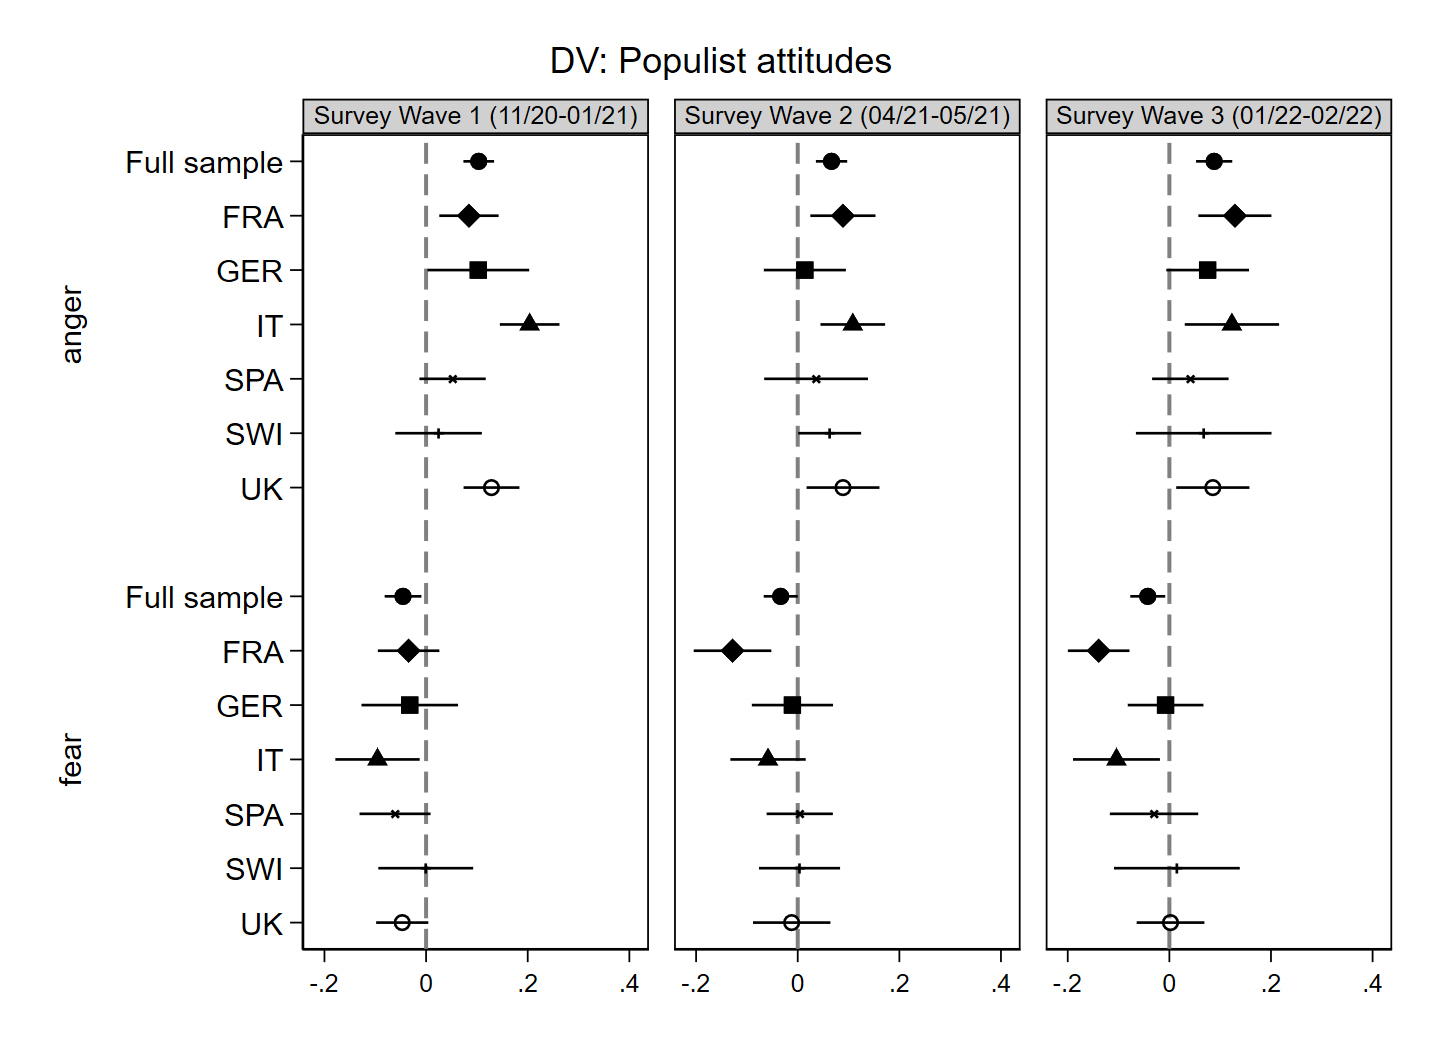 DV: Populist attitudes
Survey Wave 1 (11/20-01/21)
Survey Wave 2 (04/21-05/21)
Survey Wave 3 (01/22-02/22)
anger
Full sample
FRA
GER
IT
SPA
SWI
UK
fear
Full sample
FRA
GER
IT
SPA
SWI
UK
-.2 0 .2 .4
-.2 0 .2 .4
-.2 0 .2 .4